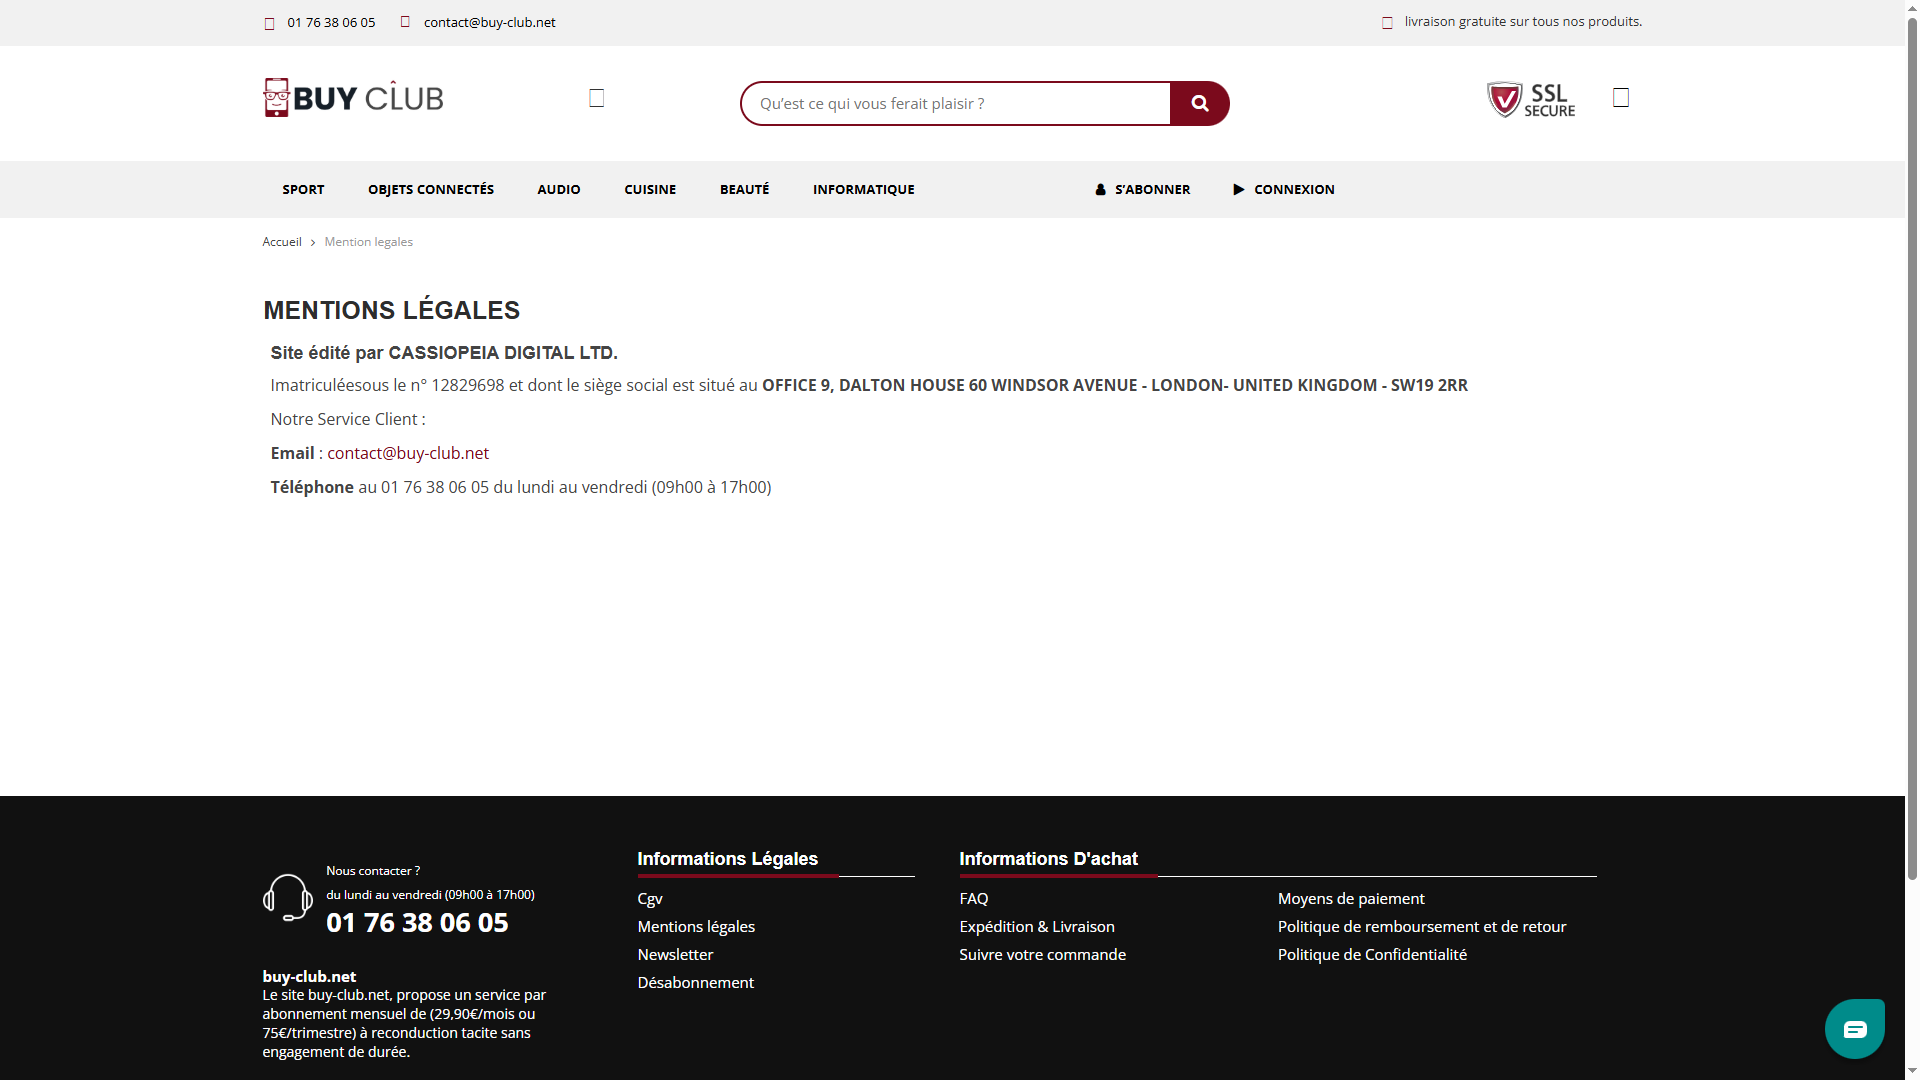 01 76 38 06 05 contact@buy-club.net livraison gratuite sur tous nos produits.
BUY CLUB Qu'est ce qui vous ferait plaisir ? SSL SECURE
SPORT OBJETS CONNECTÉS AUDIO CUISINE BEAUTÉ INFORMATIQUE S'ABONNER CONNEXION
Accueil > Mention legales
MENTIONS LÉGALES
Site édité par CASSIOPEIA DIGITAL LTD.
Imatriculéesous le n° 12829698 et dont le siège social est situé au OFFICE 9, DALTON HOUSE 60 WINDSOR AVENUE - LONDON- UNITED KINGDOM - SW19 2RR
Notre Service Client :
Email : contact@buy-club.net
Téléphone au 01 76 38 06 05 du lundi au vendredi (09h00 à 17h00)
Nous contacter ?
du lundi au vendredi (09h00 à 17h00)
01 76 38 06 05
buy-club.net
Le site buy-club.net, propose un service par
abonnement mensuel de (29,90€/mois ou
75€/trimestre) à reconduction tacite sans
engagement de durée.
Informations Légales
Cgv
Mentions légales
Newsletter
Désabonnement
Informations D'achat
FAQ
Expédition & Livraison
Suivre votre commande
Moyens de paiement
Politique de remboursement et de retour
Politique de Confidentialité